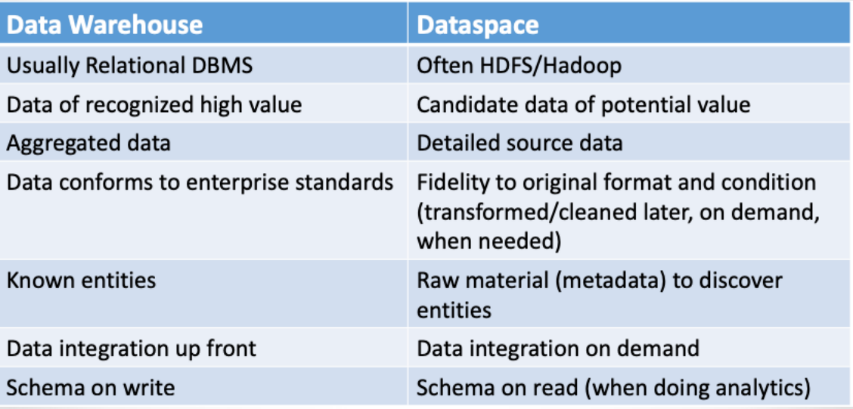 Data Warehouse Dataspace
Usually Relational DBMS Often HDFS/Hadoop
Data of recognized high value Candidate data of potential value
Aggregated data Detailed source data
Data conforms to enterprise standards Fidelity to original format and condition
(transformed/cleaned later, on demand,
when needed)
Known entities Raw material (metadata) to discover
entities
Data integration up front Data integration on demand
Schema on write Schema on read (when doing analytics)